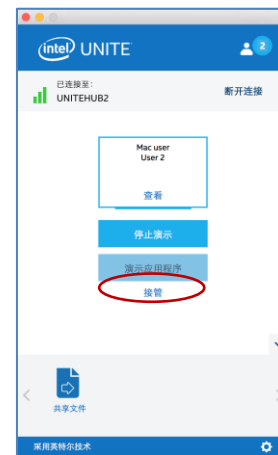 intel UNITE
2
已连接至:
UNITEHUB2
断开连接
Mac user
User 2
查看
停止演示
演示应用程序
接管
共享文件
采用英特尔技术